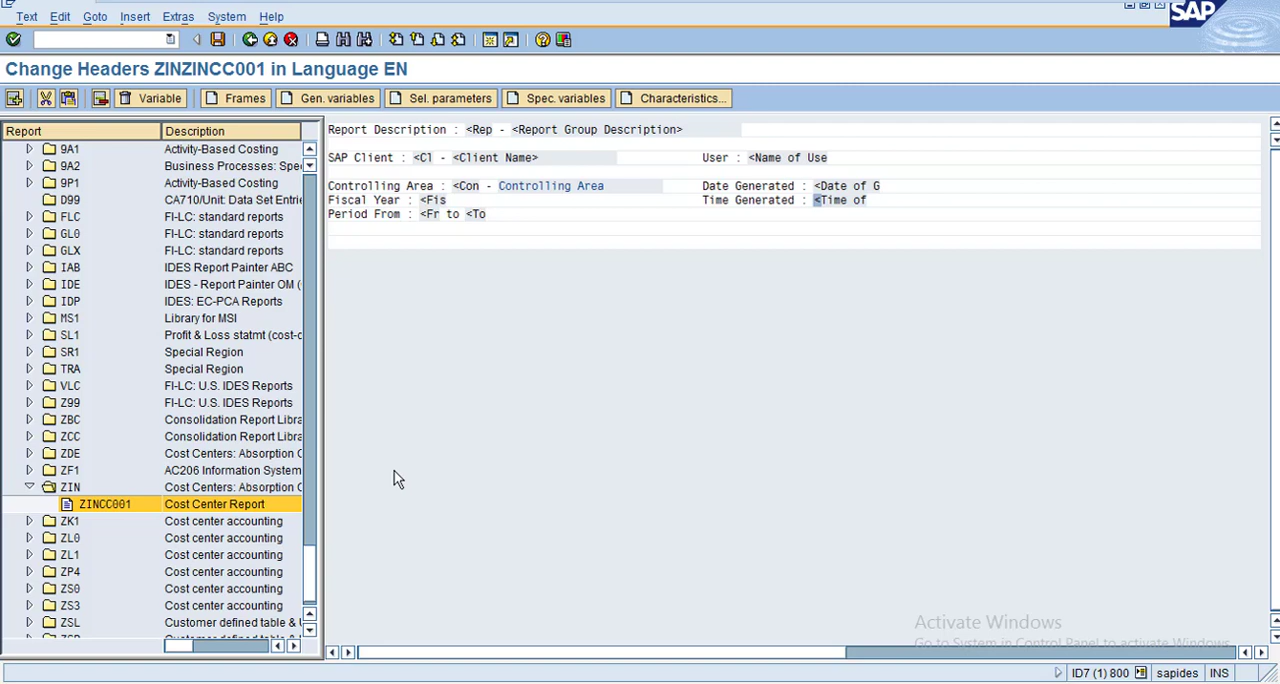 Text Edit Goto Insert Extras System Help
SAP
Change Headers ZINZINCC001 in Language EN
Variable Frames Gen. variables Sel. parameters Spec. variables Characteristics...
Report Description
9A1 Activity-Based Costing
9A2 Business Processes: Spe
9P1 Activity-Based Costing
D99 CA710/Unit: Data Set Entrie
FLC FI-LC: standard reports
GL0 FI-LC: standard reports
GLX FI-LC: standard reports
IAB IDES Report Painter ABC
IDE IDES - Report Painter OM (
IDP IDES: EC-PCA Reports
MS1 Library for MSI
SL1 Profit & Loss statmt (cost-o
SR1 Special Region
TRA Special Region
VLC FI-LC: U.S. IDES Reports
Z99 FI-LC: U.S. IDES Reports
ZBC Consolidation Report Libra
ZCC Consolidation Report Libra
ZDE Cost Centers: Absorption C
ZF1 AC206 Information System
ZIN Cost Centers: Absorption C
ZINCC001 Cost Center Report
ZK1 Cost center accounting
ZL0 Cost center accounting
ZL1 Cost center accounting
ZP4 Cost center accounting
ZS0 Cost center accounting
ZS3 Cost center accounting
ZSL Customer defined table & U
Report Description : <Rep - <Report Group Description>
SAP Client : <Cl - <Client Name> User : <Name of Use
Controlling Area : <Con - Controlling Area Date Generated : <Date of G
Fiscal Year : <Fis Time Generated : <Time of
Period From : <Fr to <To
Activate Windows
Go to System in Control Panel to activate Windows.
ID7 (1) 800 sapides INS